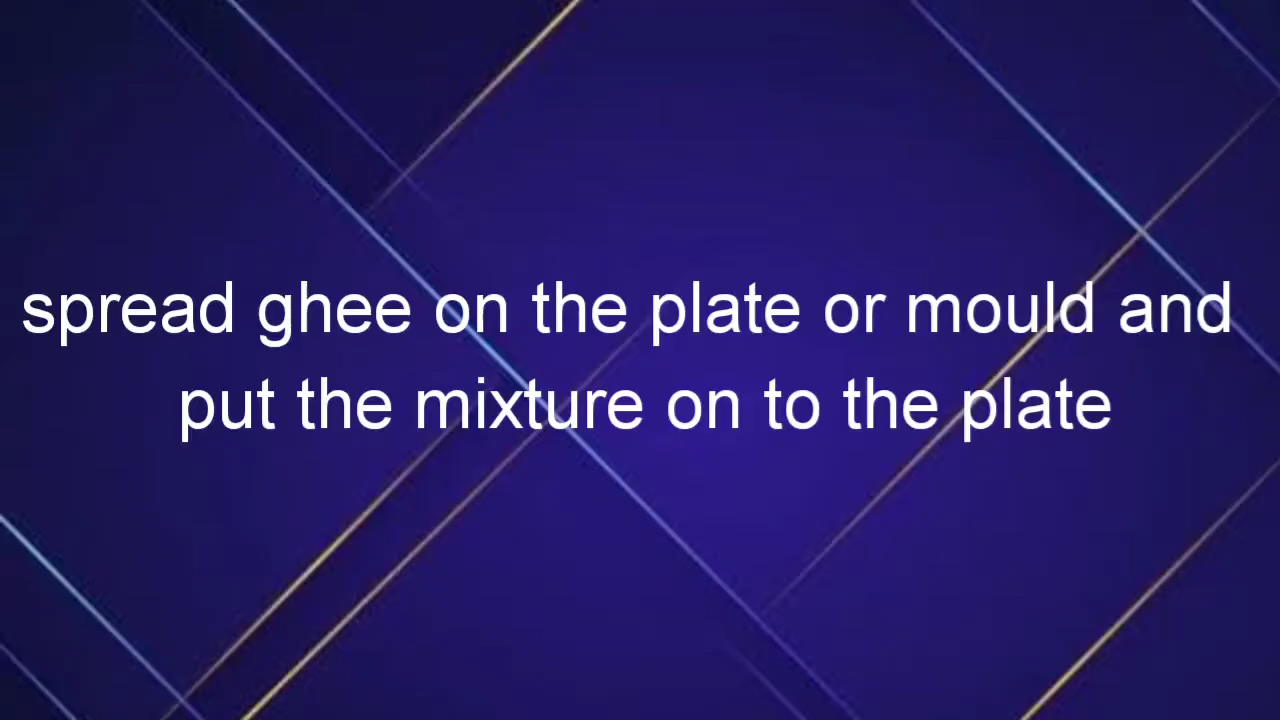 spread ghee on the plate or mould and
put the mixture on to the plate